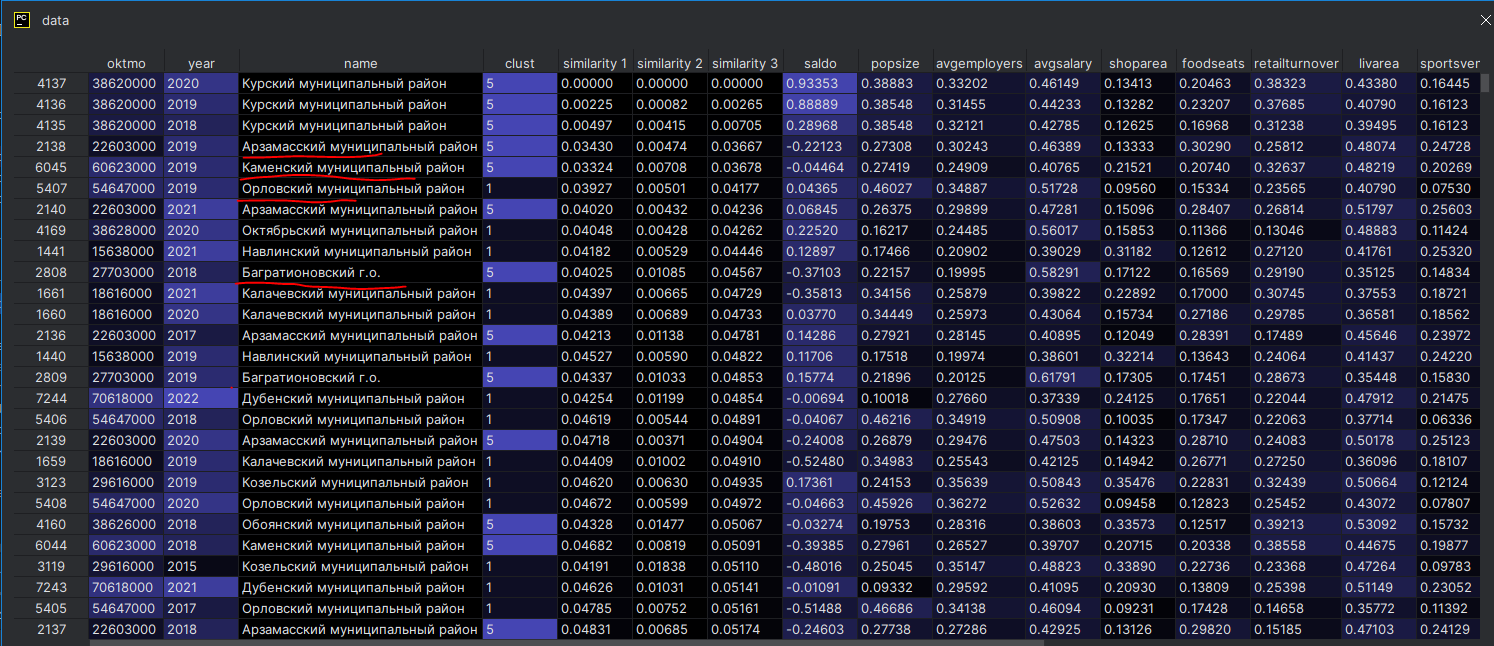 PC data
oktmo year name clust similarity 1 similarity 2 similarity 3 saldo popsize avgemployers avgsalary shoparea foodseats retailturnover livarea sportsver
4137 38620000 2020 Курский муниципальный район 5 0.00000 0.00000 0.00000 0.93353 0.38883 0.33202 0.46149 0.13413 0.20463 0.38323 0.43380 0.16445
4136 38620000 2019 Курский муниципальный район 5 0.00225 0.00082 0.00265 0.88889 0.38548 0.31455 0.44233 0.13282 0.23207 0.37685 0.40790 0.16123
4135 38620000 2018 Курский муниципальный район 5 0.00497 0.00415 0.00705 0.28968 0.38548 0.32121 0.42785 0.12625 0.16968 0.31238 0.39495 0.16123
2138 22603000 2019 Арзамасский муниципальный район 5 0.03430 0.00474 0.03667 -0.22123 0.27308 0.30243 0.46389 0.13333 0.30290 0.25812 0.48074 0.24728
6045 60623000 2019 Каменский муниципальный район 5 0.03324 0.00708 0.03678 -0.04464 0.27419 0.24909 0.40765 0.21521 0.20740 0.32637 0.48219 0.20269
5407 54647000 2019 Орловский муниципальный район 1 0.03927 0.00501 0.04177 0.04365 0.46027 0.34887 0.51728 0.09560 0.15334 0.23565 0.40790 0.07530
2140 22603000 2021 Арзамасский муниципальный район 5 0.04020 0.00432 0.04236 0.06845 0.26375 0.29899 0.47281 0.15096 0.28407 0.26814 0.51797 0.25603
4169 38628000 2020 Октябрьский муниципальный район 1 0.04048 0.00428 0.04262 0.22520 0.16217 0.24485 0.56017 0.15853 0.11366 0.13046 0.48883 0.11424
1441 15638000 2021 Навлинский муниципальный район 1 0.04182 0.00529 0.04446 0.12897 0.17466 0.20902 0.39029 0.31182 0.12612 0.27120 0.41761 0.25320
2808 27703000 2018 Багратионовский г.о. 5 0.04025 0.01085 0.04567 -0.37103 0.22157 0.19995 0.58291 0.17122 0.16569 0.29190 0.35125 0.14834
1661 18616000 2021 Калачевский муниципальный район 1 0.04397 0.00665 0.04729 -0.35813 0.34156 0.25879 0.39822 0.22892 0.17000 0.30745 0.37553 0.18721
1660 18616000 2020 Калачевский муниципальный район 1 0.04389 0.00689 0.04733 0.03770 0.34449 0.25973 0.43064 0.15734 0.27186 0.29785 0.36581 0.18562
2136 22603000 2017 Арзамасский муниципальный район 5 0.04213 0.01138 0.04781 0.14286 0.27921 0.28145 0.40895 0.12049 0.28391 0.17489 0.45646 0.23972
1440 15638000 2019 Навлинский муниципальный район 1 0.04527 0.00590 0.04822 0.11706 0.17518 0.19974 0.38601 0.32214 0.13643 0.24064 0.41437 0.24220
2809 27703000 2019 Багратионовский г.о. 5 0.04337 0.01033 0.04853 0.15774 0.21896 0.20125 0.61791 0.17305 0.17451 0.28673 0.35448 0.15830
7244 70618000 2022 Дубенский муниципальный район 1 0.04254 0.01199 0.04854 -0.00694 0.10018 0.27660 0.37339 0.24125 0.17651 0.22044 0.47912 0.21475
5406 54647000 2018 Орловский муниципальный район 1 0.04619 0.00544 0.04891 -0.04067 0.46216 0.34919 0.50908 0.10035 0.17347 0.22063 0.37714 0.06336
2139 22603000 2020 Арзамасский муниципальный район 5 0.04718 0.00371 0.04904 -0.24008 0.26879 0.29476 0.47503 0.14323 0.28710 0.24083 0.50178 0.25123
1659 18616000 2019 Калачевский муниципальный район 1 0.04409 0.01002 0.04910 -0.52480 0.34983 0.25543 0.42125 0.14942 0.26771 0.27250 0.36096 0.18107
3123 29616000 2019 Козельский муниципальный район 1 0.04620 0.00630 0.04935 0.17361 0.24213 0.35639 0.50843 0.35476 0.22831 0.32439 0.50664 0.12124
5408 54647000 2020 Орловский муниципальный район 1 0.04672 0.00599 0.04972 -0.04663 0.45926 0.36272 0.52632 0.09458 0.12823 0.25452 0.43072 0.07807
4160 38626000 2018 Обоянский муниципальный район 5 0.04328 0.01477 0.05067 -0.03274 0.19753 0.28316 0.38603 0.33573 0.12517 0.39213 0.53092 0.15732
6044 60623000 2018 Каменский муниципальный район 5 0.04682 0.00819 0.05091 -0.39385 0.27961 0.26527 0.39707 0.20715 0.20338 0.38558 0.44675 0.19877
3119 29616000 2015 Козельский муниципальный район 1 0.04191 0.01838 0.05110 -0.48016 0.25045 0.35147 0.48823 0.33890 0.22736 0.23368 0.47264 0.09783
7243 70618000 2021 Дубенский муниципальный район 1 0.04626 0.01031 0.05141 -0.01091 0.09332 0.29592 0.41095 0.20930 0.13809 0.25398 0.51149 0.23052
5405 54647000 2017 Орловский муниципальный район 1 0.04785 0.00752 0.05161 -0.51488 0.46686 0.34138 0.46094 0.09231 0.17428 0.14658 0.35772 0.11392
2137 22603000 2018 Арзамасский муниципальный район 5 0.04831 0.00685 0.05174 -0.24603 0.27738 0.27286 0.42925 0.13126 0.29820 0.15185 0.47103 0.24129